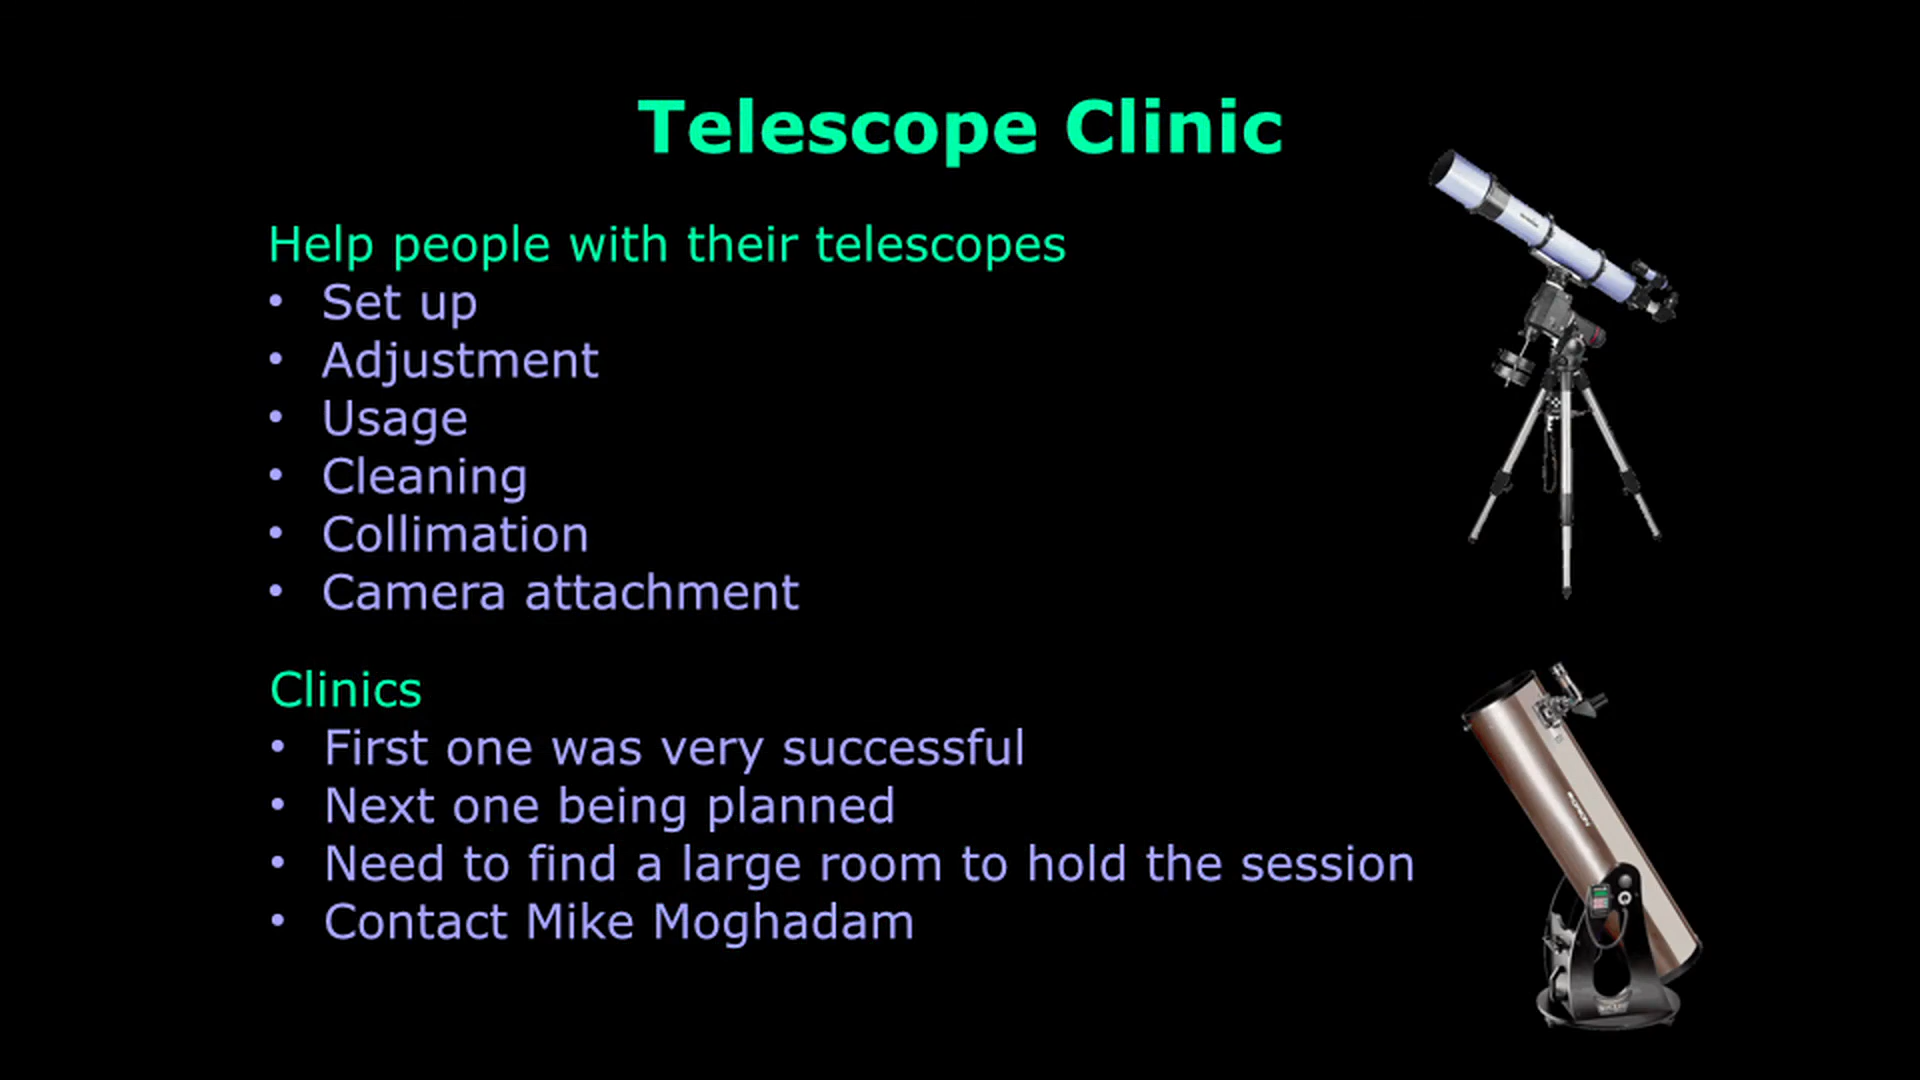 Telescope Clinic
Help people with their telescopes
• Set up
• Adjustment
• Usage
• Cleaning
• Collimation
• Camera attachment
Clinics
• First one was very successful
• Next one being planned
• Need to find a large room to hold the session
• Contact Mike Moghadam